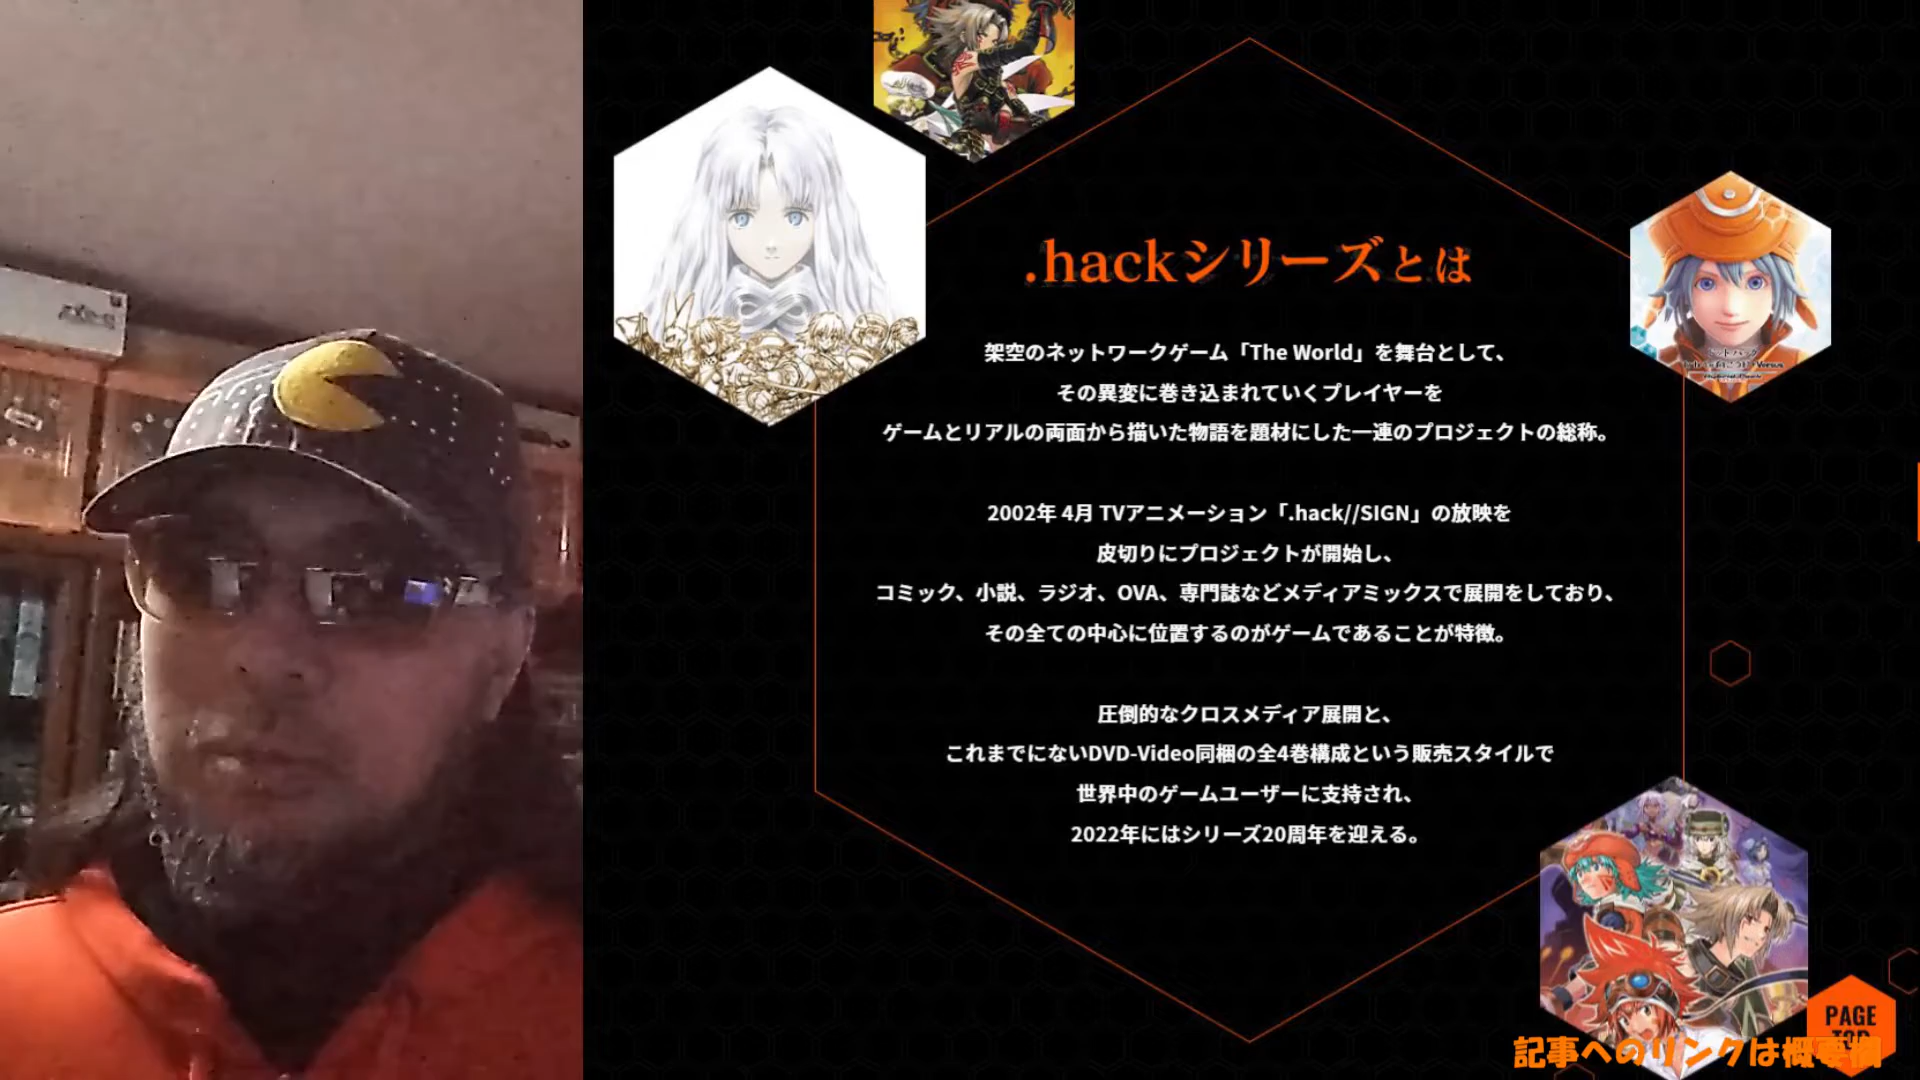 .hackシリーズとは
架空のネットワークゲーム「The World」を舞台として、
その異変に巻き込まれていくプレイヤーを
ゲームとリアルの両面から描いた物語を題材にした一連のプロジェクトの総称。
2002年 4月 TVアニメーション「.hack//SIGN」の放映を
皮切りにプロジェクトが開始し、
コミック、小説、ラジオ、OVA、専門誌などメディアミックスで展開をしており、
その全ての中心に位置するのがゲームであることが特徴。
圧倒的なクロスメディア展開と、
これまでにないDVD-Video同梱の全4巻構成という販売スタイルで
世界中のゲームユーザーに支持され、
2022年にはシリーズ20周年を迎える。
PAGE
TOP
記事へのリンクは概要欄